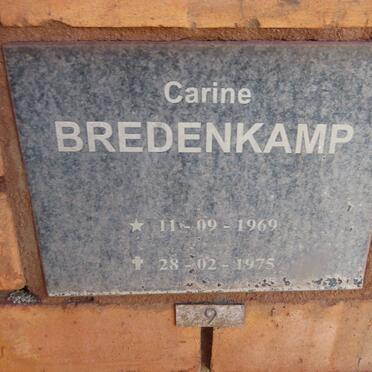 Carine
BREDENKAMP
★ 11 - 09 - 1969
✝ 28 - 02 - 1975
9